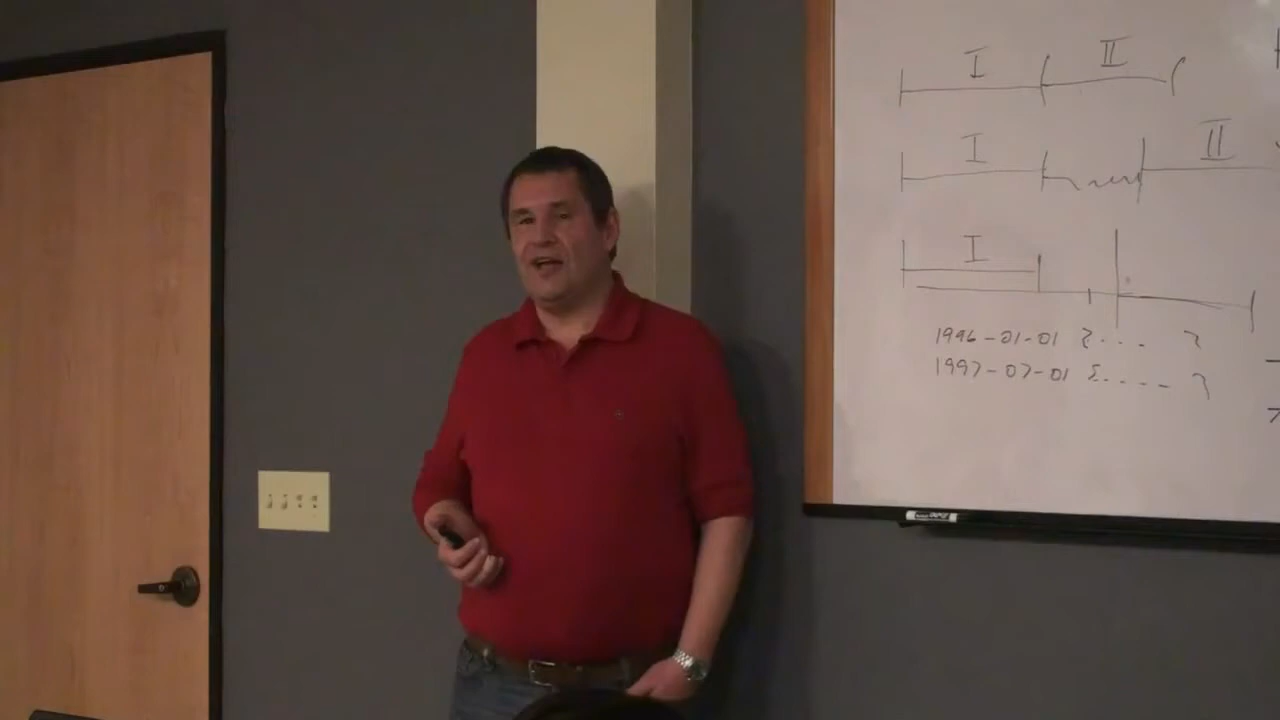 I II
I II
I
1996-01-01 {... }
1997-07-01 {..... }